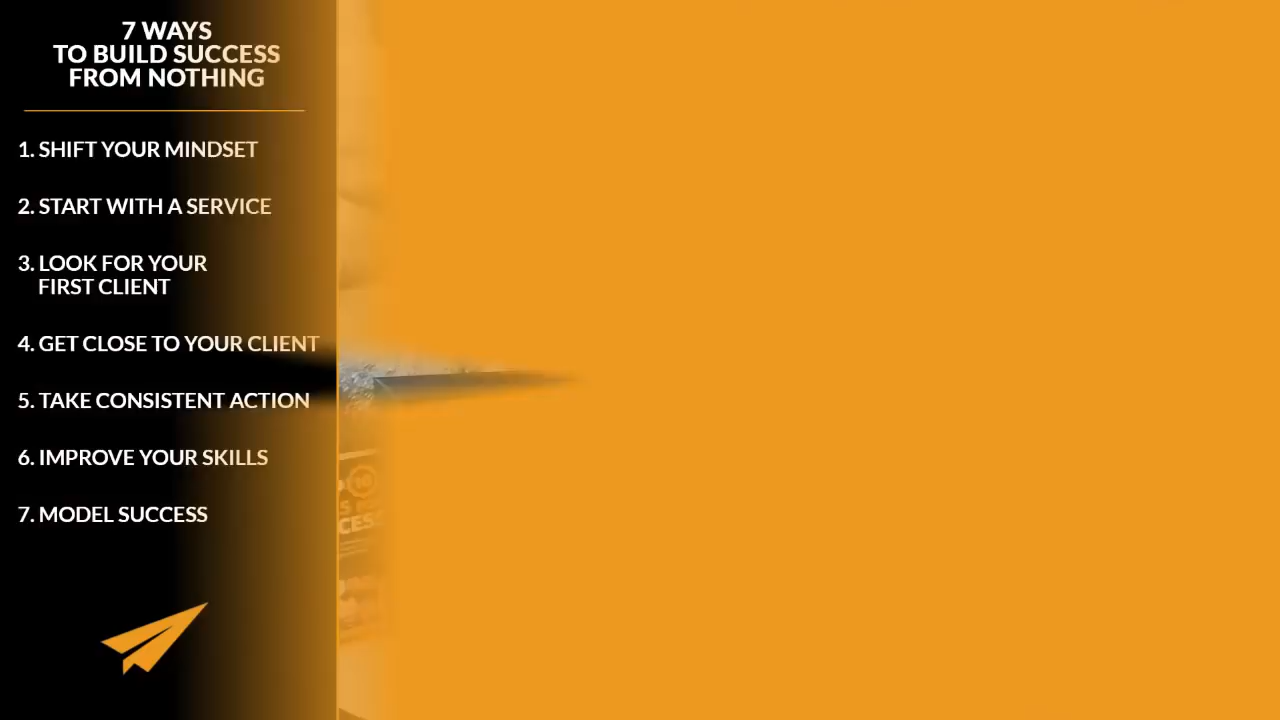 7 WAYS
TO BUILD SUCCESS
FROM NOTHING
1. SHIFT YOUR MINDSET
2. START WITH A SERVICE
3. LOOK FOR YOUR
FIRST CLIENT
4. GET CLOSE TO YOUR CLIENT
5. TAKE CONSISTENT ACTION
6. IMPROVE YOUR SKILLS
7. MODEL SUCCESS